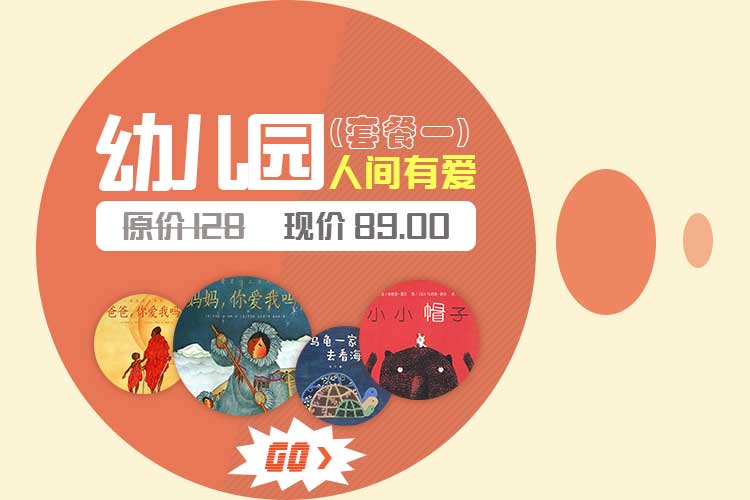 幼儿园
(套餐一)
人间有爱
原价128 现价 89.00
爸爸,你爱我吗
妈妈,你爱我吗
乌龟一家
去看海
小小帽子
GO >